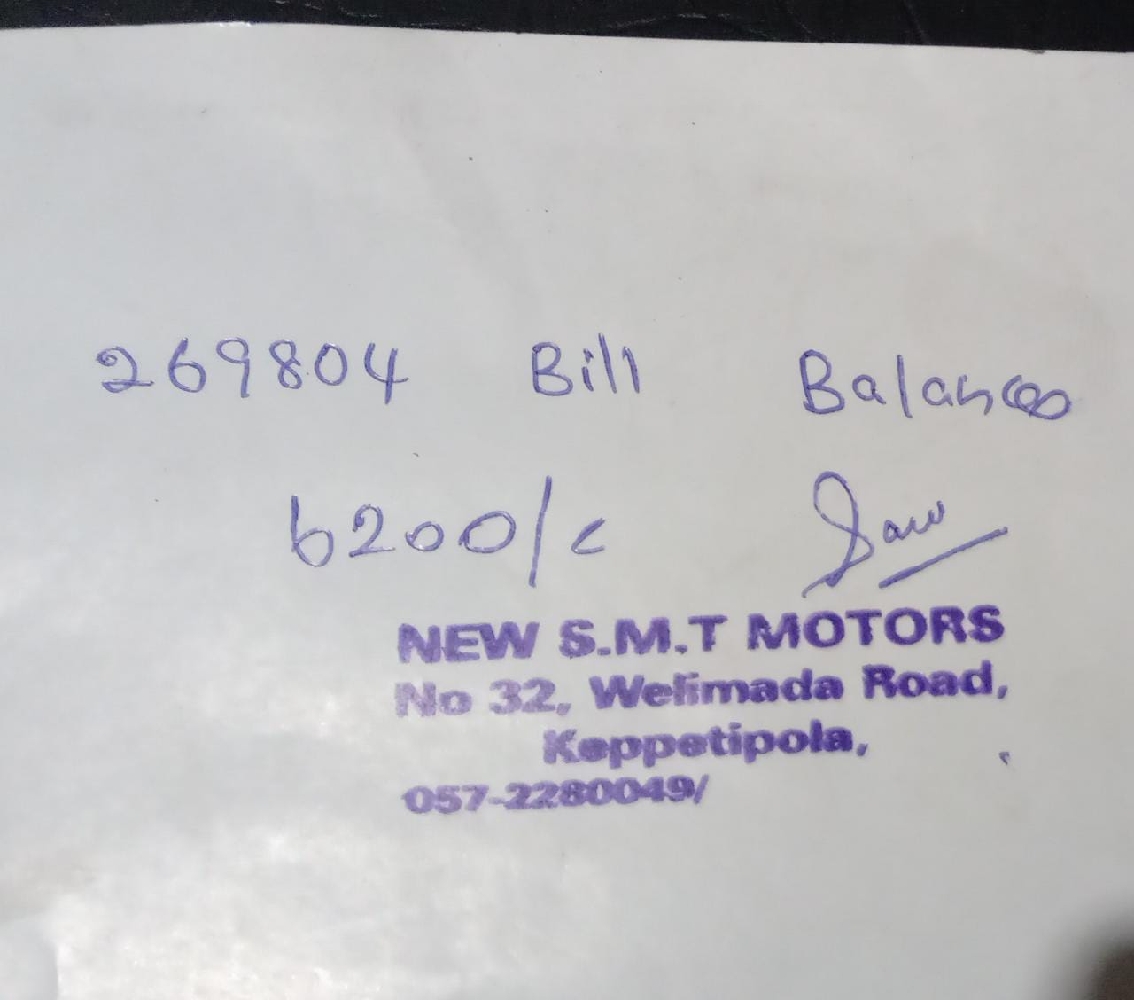 269804 Bill Balance
6200/=
NEW S.M.T MOTORS
No 32, Welimada Road,
Keppetipola,
057-2280049/